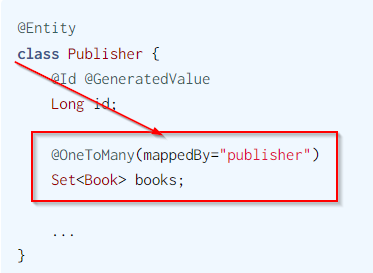 @Entity
class Publisher {
@Id @GeneratedValue
Long id;
@OneToMany(mappedBy="publisher")
Set<Book> books;
...
}